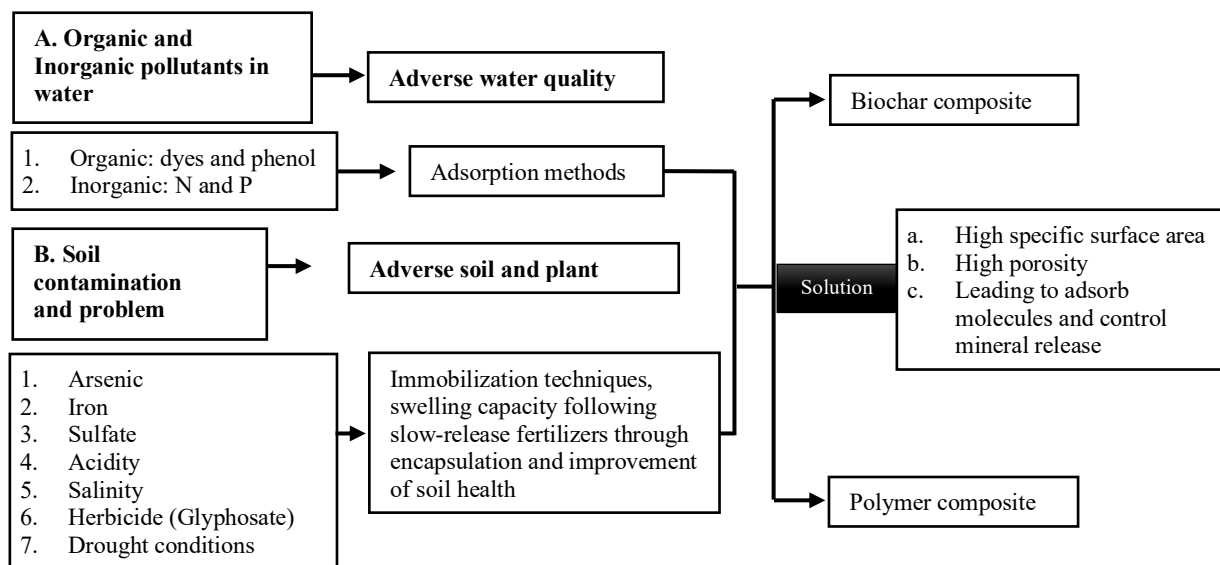 A. Organic and
Inorganic pollutants in
water
Adverse water quality
1. Organic: dyes and phenol
2. Inorganic: N and P
Adsorption methods
B. Soil
contamination
and problem
Adverse soil and plant
1. Arsenic
2. Iron
3. Sulfate
4. Acidity
5. Salinity
6. Herbicide (Glyphosate)
7. Drought conditions
Immobilization techniques,
swelling capacity following
slow-release fertilizers through
encapsulation and improvement
of soil health
Biochar composite
Solution
a. High specific surface area
b. High porosity
c. Leading to adsorb
molecules and control
mineral release
Polymer composite